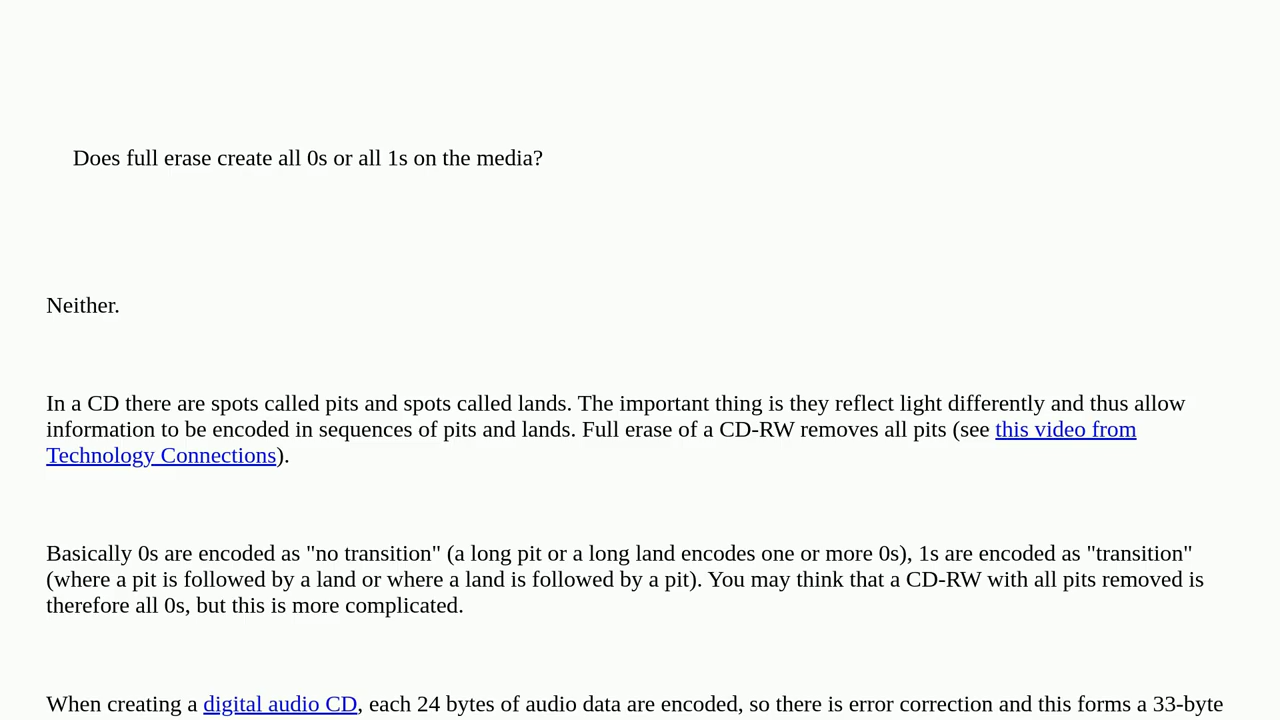 Does full erase create all 0s or all 1s on the media?
Neither.
In a CD there are spots called pits and spots called lands. The important thing is they reflect light differently and thus allow
information to be encoded in sequences of pits and lands. Full erase of a CD-RW removes all pits (see this video from
Technology Connections).
Basically 0s are encoded as "no transition" (a long pit or a long land encodes one or more 0s), 1s are encoded as "transition"
(where a pit is followed by a land or where a land is followed by a pit). You may think that a CD-RW with all pits removed is
therefore all 0s, but this is more complicated.
When creating a digital audio CD, each 24 bytes of audio data are encoded, so there is error correction and this forms a 33-byte